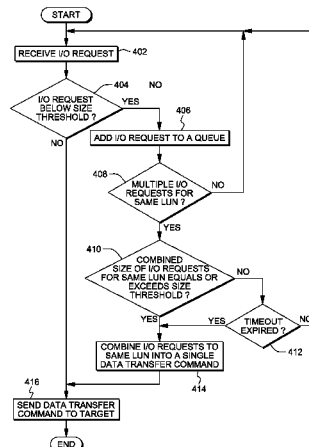 START
RECEIVE I/O REQUEST
402
404
NO
I/O REQUEST
BELOW SIZE
THRESHOLD ?
YES
406
NO
ADD I/O REQUEST TO A QUEUE
408
MULTIPLE I/O
REQUESTS FOR
SAME LUN ?
NO
YES
410
COMBINED
SIZE OF I/O REQUESTS
FOR SAME LUN EQUALS OR
EXCEEDS SIZE
THRESHOLD ?
NO
YES
YES
TIMEOUT
EXPIRED ?
NO
412
COMBINE I/O REQUESTS TO
SAME LUN INTO A SINGLE
DATA TRANSFER COMMAND
414
416
SEND DATA TRANSFER
COMMAND TO TARGET
END